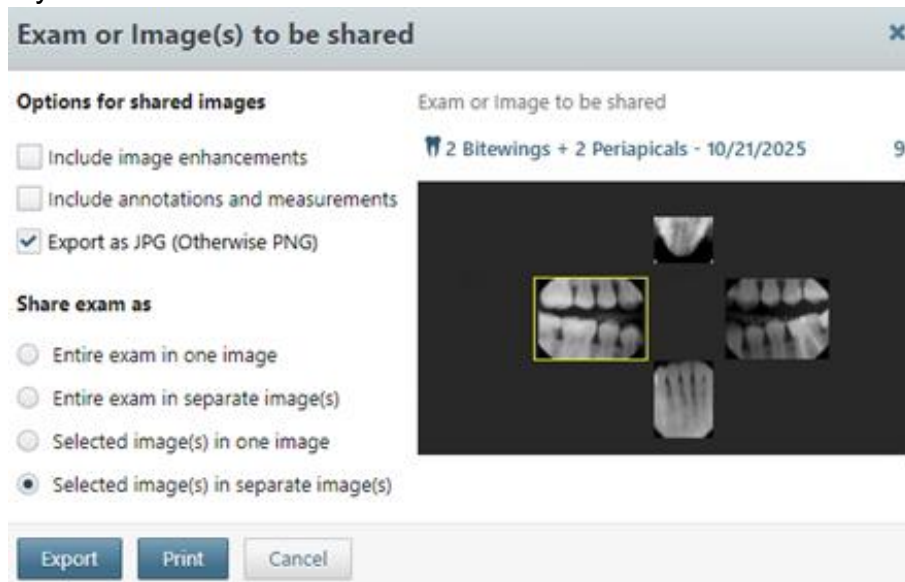 Exam or Image(s) to be shared
Options for shared images
Include image enhancements
Include annotations and measurements
Export as JPG (Otherwise PNG)
Share exam as
Entire exam in one image
Entire exam in separate image(s)
Selected image(s) in one image
Selected image(s) in separate image(s)
Exam or Image to be shared
2 Bitewings + 2 Periapicals - 10/21/2025 9
Export Print Cancel